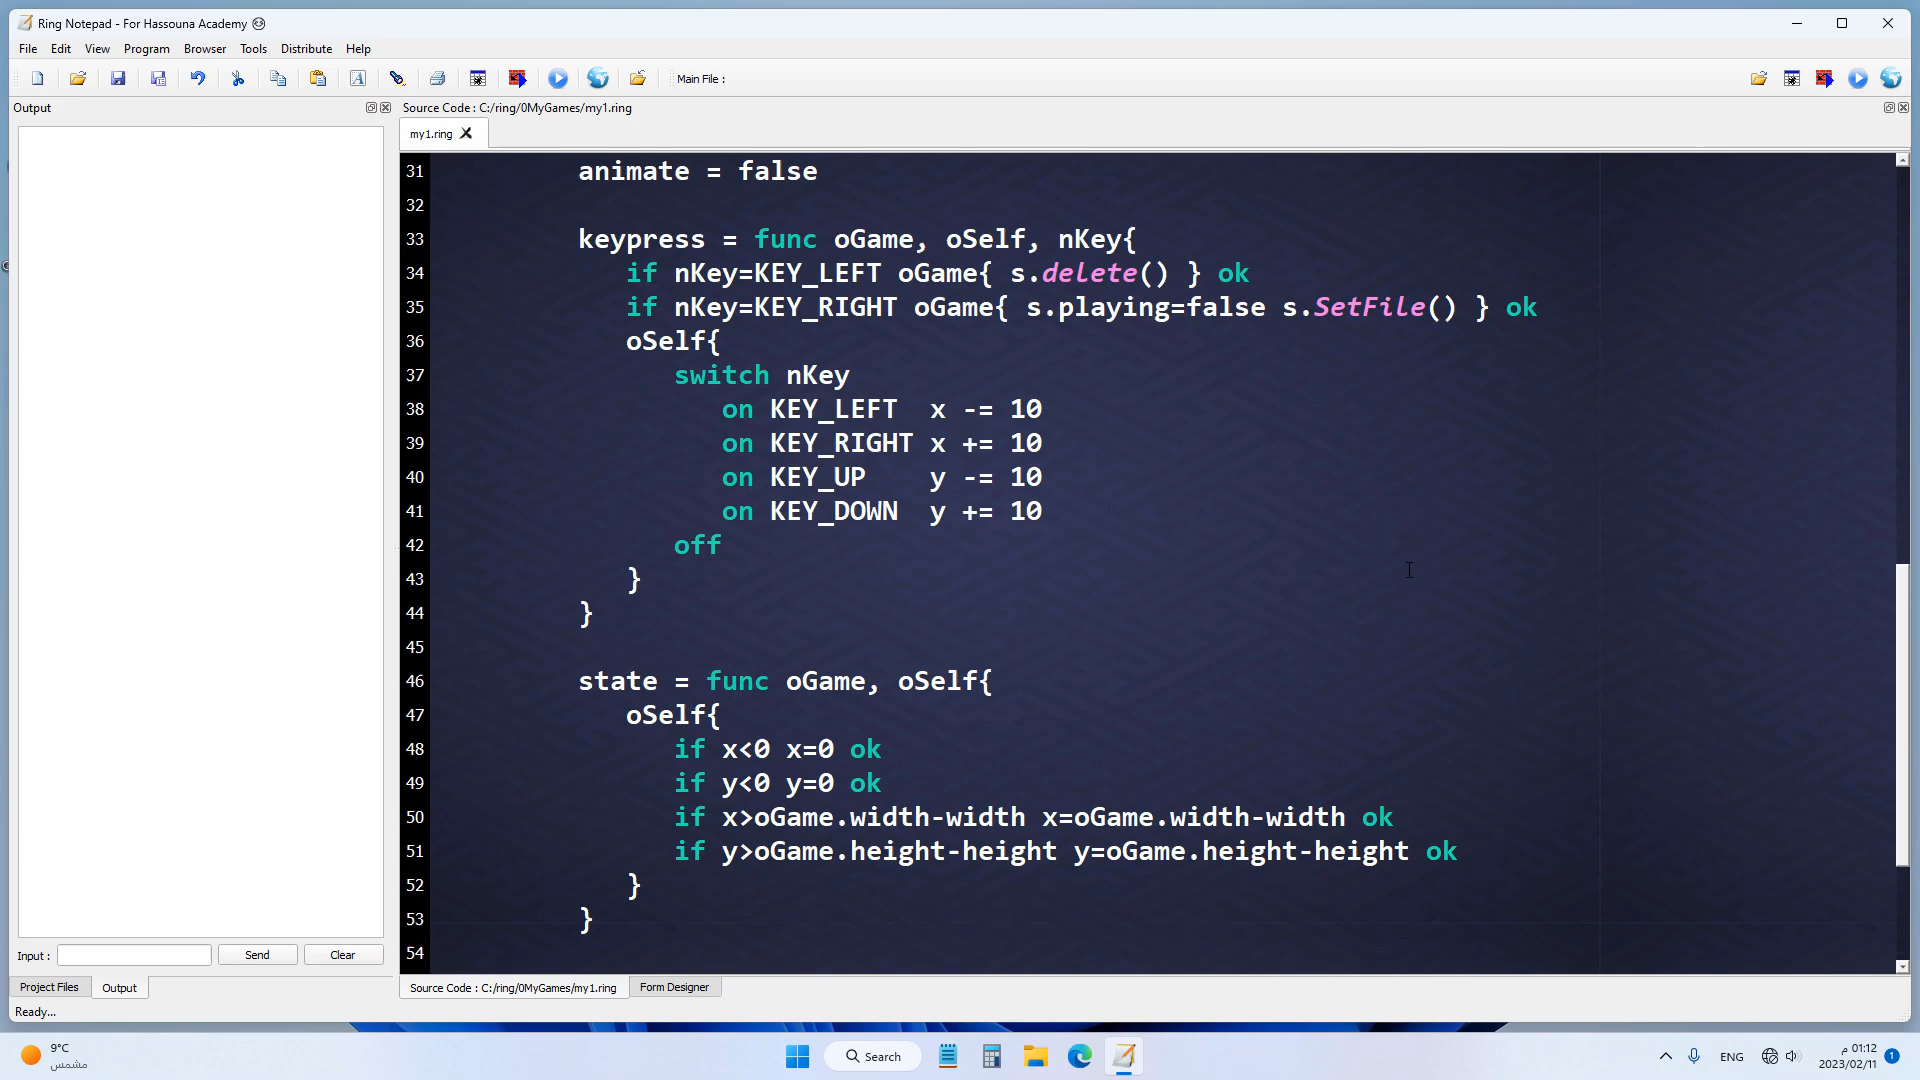 Ring Notepad - For Hassouna Academy
File Edit View Program Browser Tools Distribute Help
Main File :
Output
Source Code : C:/ring/0MyGames/my1.ring
my1.ring
31 animate = false
32
33 keypress = func oGame, oSelf, nKey{
34 if nKey=KEY_LEFT oGame{ s.delete() } ok
35 if nKey=KEY_RIGHT oGame{ s.playing=false s.SetFile() } ok
36 oSelf{
37 switch nKey
38 on KEY_LEFT x -= 10
39 on KEY_RIGHT x += 10
40 on KEY_UP y -= 10
41 on KEY_DOWN y += 10
42 off
43 }
44 }
45
46 state = func oGame, oSelf{
47 oSelf{
48 if x<0 x=0 ok
49 if y<0 y=0 ok
50 if x>oGame.width-width x=oGame.width-width ok
51 if y>oGame.height-height y=oGame.height-height ok
52 }
53 }
54
Input : Send Clear
Project Files Output
Source Code : C:/ring/0MyGames/my1.ring Form Designer
Ready...
9°C
مشمس
Search
ENG
01:12 م
2023/02/11
1